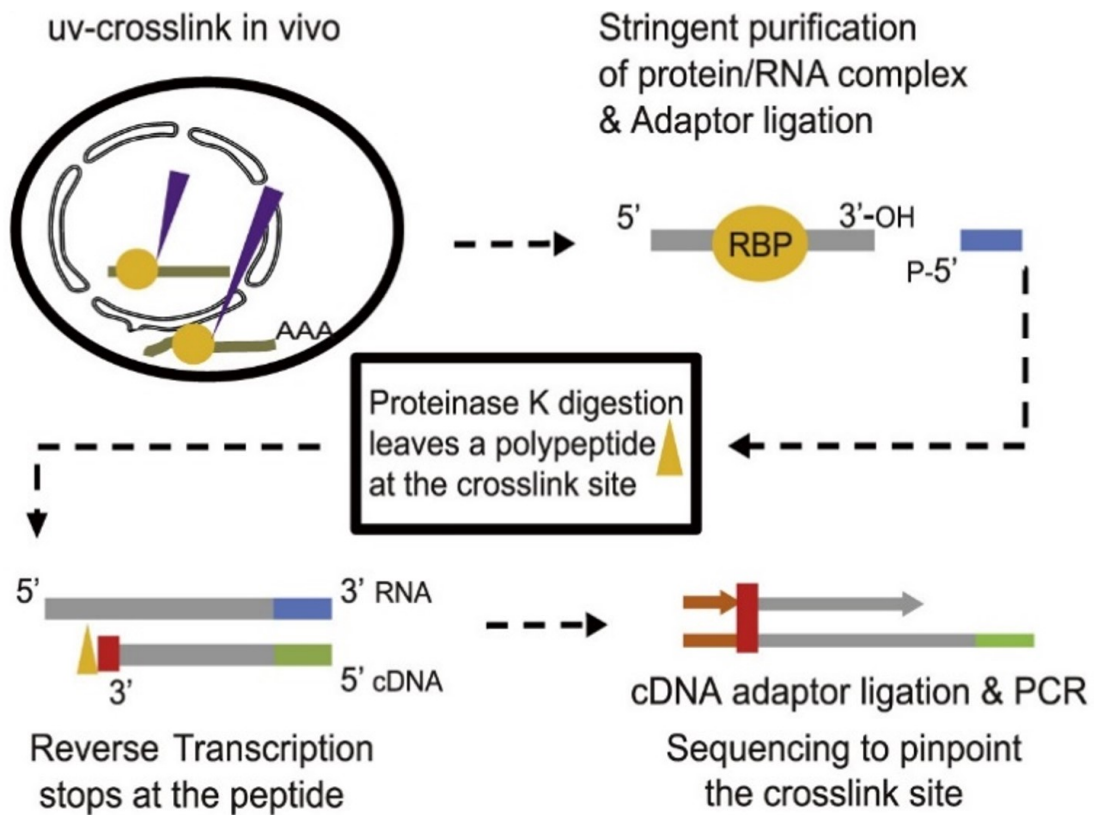 uv-crosslink in vivo
AAA
Stringent purification
of protein/RNA complex
& Adaptor ligation
5’
RBP
3’-OH
P-5’
Proteinase K digestion
leaves a polypeptide
at the crosslink site
5’
3’ RNA
3’
5’ cDNA
Reverse Transcription
stops at the peptide
cDNA adaptor ligation & PCR
Sequencing to pinpoint
the crosslink site